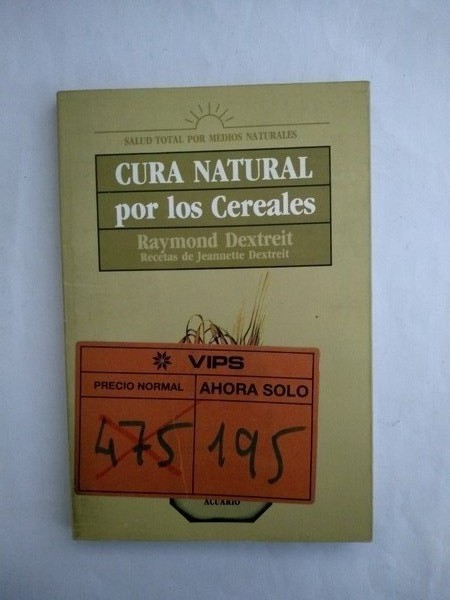 SALUD TOTAL POR MEDIOS NATURALES
CURA NATURAL
por los Cereales
Raymond Dextreit
Recetas de Jeannette Dextreit
VIPS
PRECIO NORMAL
AHORA SOLO
475
195
ACUARIO